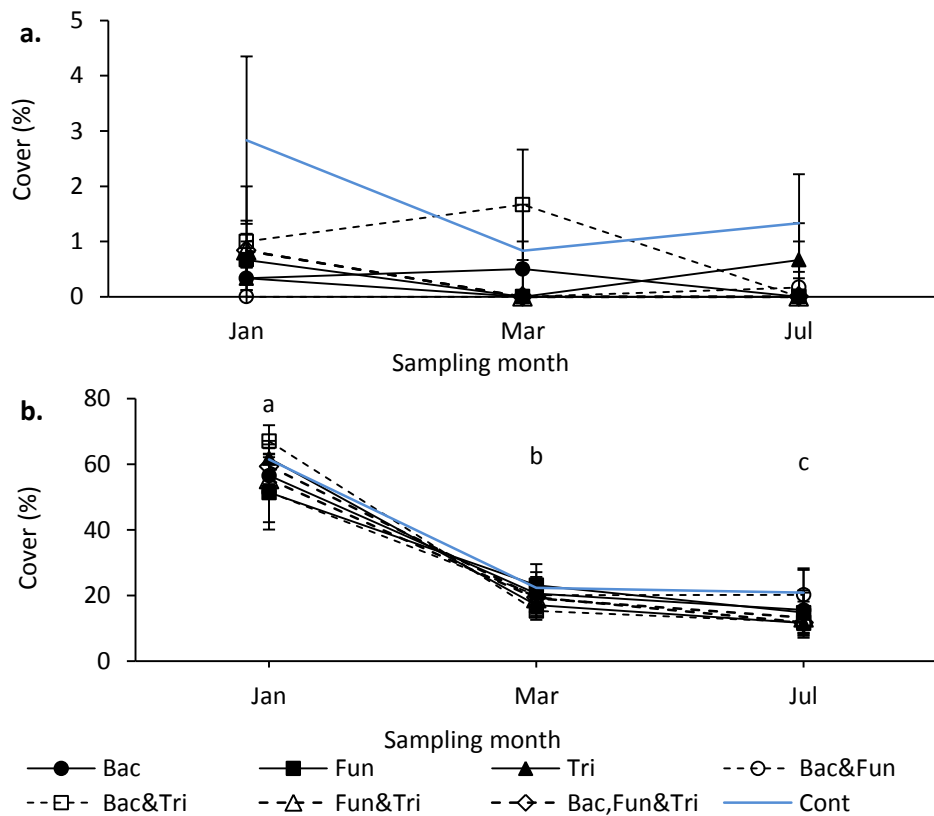 a.
Cover (%)
5
4
3
2
1
0
Jan Mar Jul
Sampling month
b.
Cover (%)
80
60
40
20
0
a
b
c
Jan Mar Jul
Sampling month
Bac Fun Tri Bac&Fun
Bac&Tri Fun&Tri Bac,Fun&Tri Cont